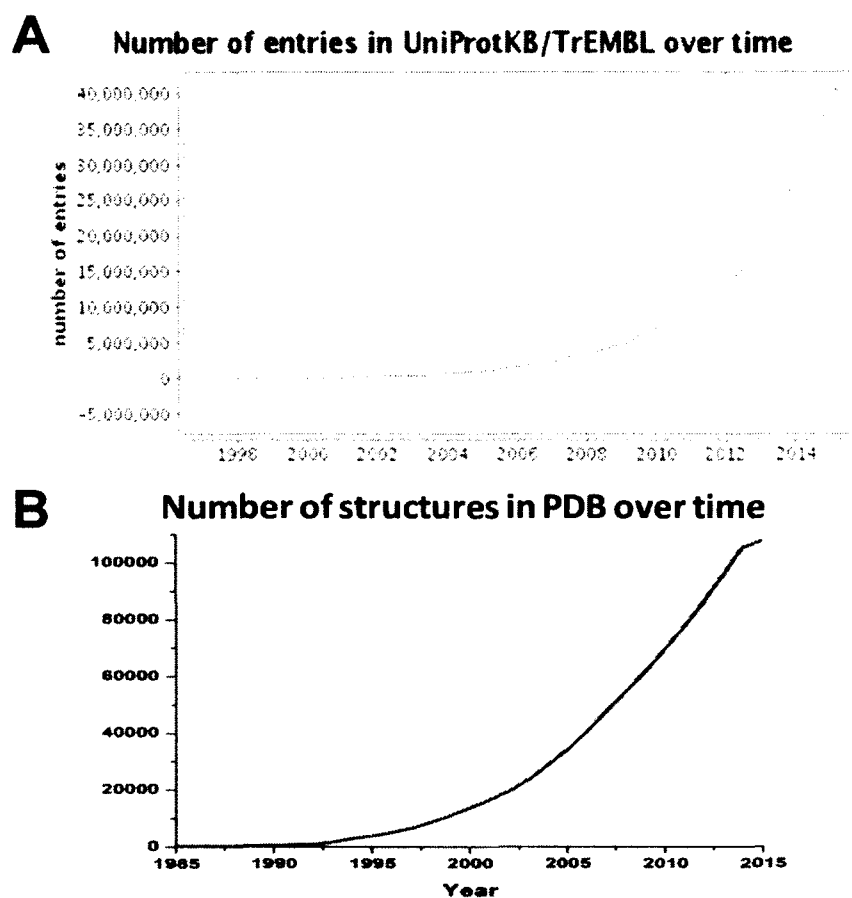 A
Number of entries in UniProtKB/TrEMBL over time
number of entries
40,000,000
35,000,000
30,000,000
25,000,000
20,000,000
15,000,000
10,000,000
5,000,000
0
-5,000,000
1998 2000 2002 2004 2006 2008 2010 2012 2014
B
Number of structures in PDB over time
100000
80000
60000
40000
20000
0
1985 1990 1995 2000 2005 2010 2015
Year